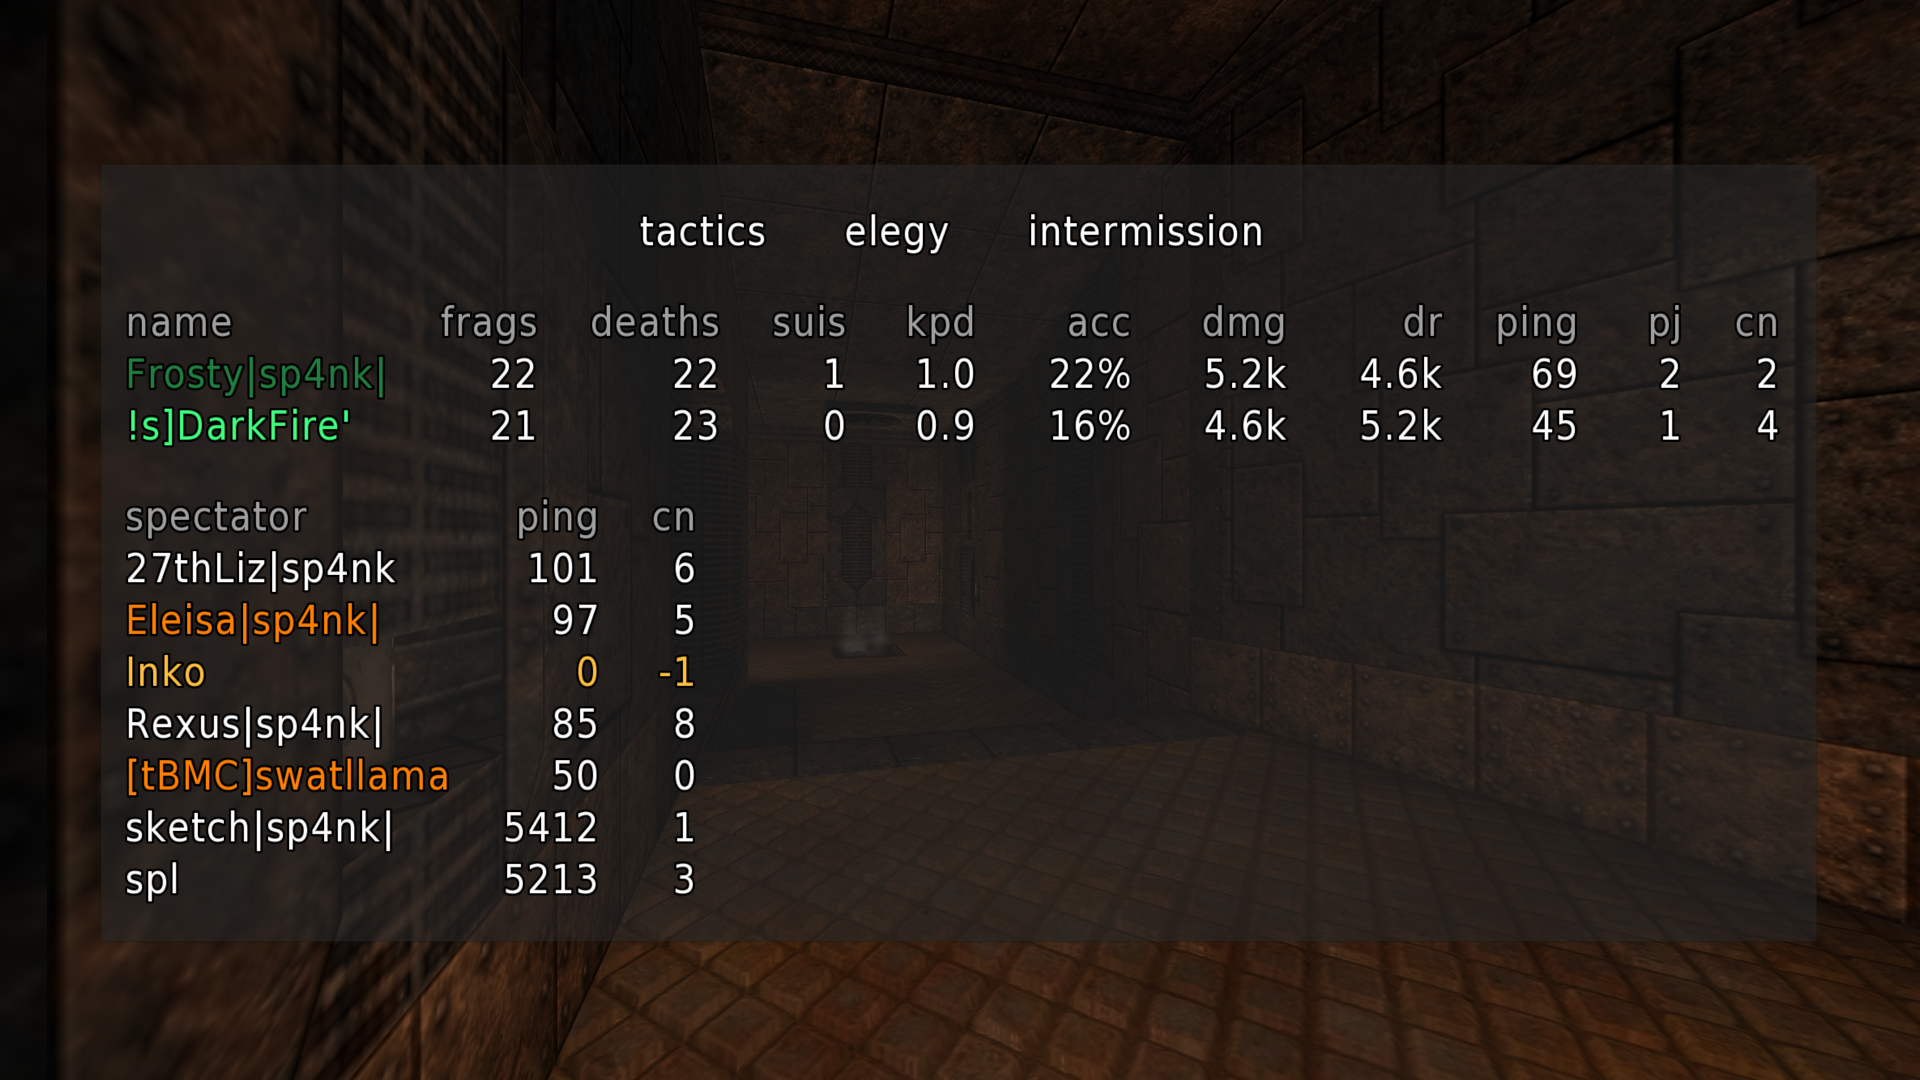 tactics elegy intermission
name frags deaths suis kpd acc dmg dr ping pj cn
Frosty|sp4nk| 22 22 1 1.0 22% 5.2k 4.6k 69 2 2
!s]DarkFire' 21 23 0 0.9 16% 4.6k 5.2k 45 1 4
spectator ping cn
27thLiz|sp4nk 101 6
Eleisa|sp4nk| 97 5
Inko 0 -1
Rexus|sp4nk| 85 8
[tBMC]swatllama 50 0
sketch|sp4nk| 5412 1
spl 5213 3